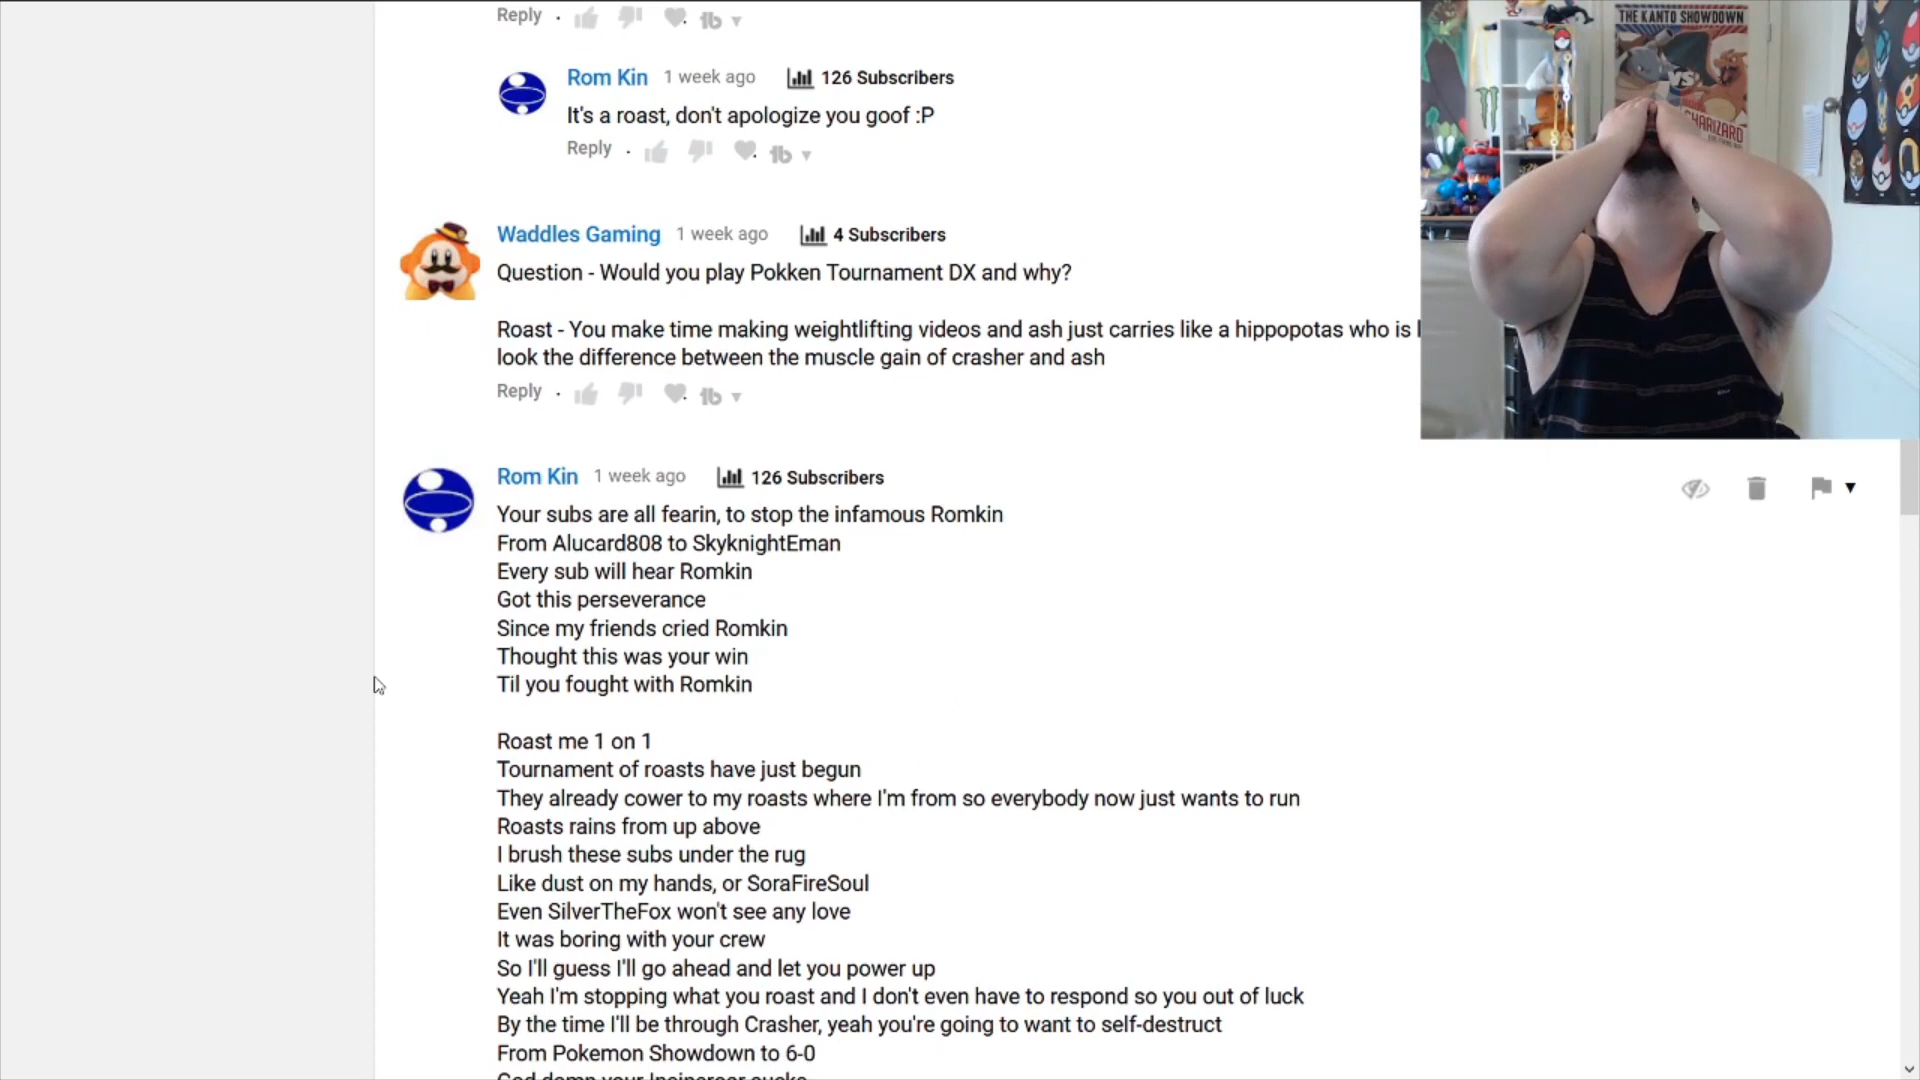 Reply
Rom Kin 1 week ago 126 Subscribers
It's a roast, don't apologize you goof :P
Reply
Waddles Gaming 1 week ago 4 Subscribers
Question - Would you play Pokken Tournament DX and why?
Roast - You make time making weightlifting videos and ash just carries like a hippopotas who is
look the difference between the muscle gain of crasher and ash
Reply
Rom Kin 1 week ago 126 Subscribers
Your subs are all fearin, to stop the infamous Romkin
From Alucard808 to SkyknightEman
Every sub will hear Romkin
Got this perseverance
Since my friends cried Romkin
Thought this was your win
Til you fought with Romkin
Roast me 1 on 1
Tournament of roasts have just begun
They already cower to my roasts where I'm from so everybody now just wants to run
Roasts rains from up above
I brush these subs under the rug
Like dust on my hands, or SoraFireSoul
Even SilverTheFox won't see any love
It was boring with your crew
So I'll guess I'll go ahead and let you power up
Yeah I'm stopping what you roast and I don't even have to respond so you out of luck
By the time I'll be through Crasher, yeah you're going to want to self-destruct
From Pokemon Showdown to 6-0
THE KANTO SHOWDOWN
VS
CHARIZARD